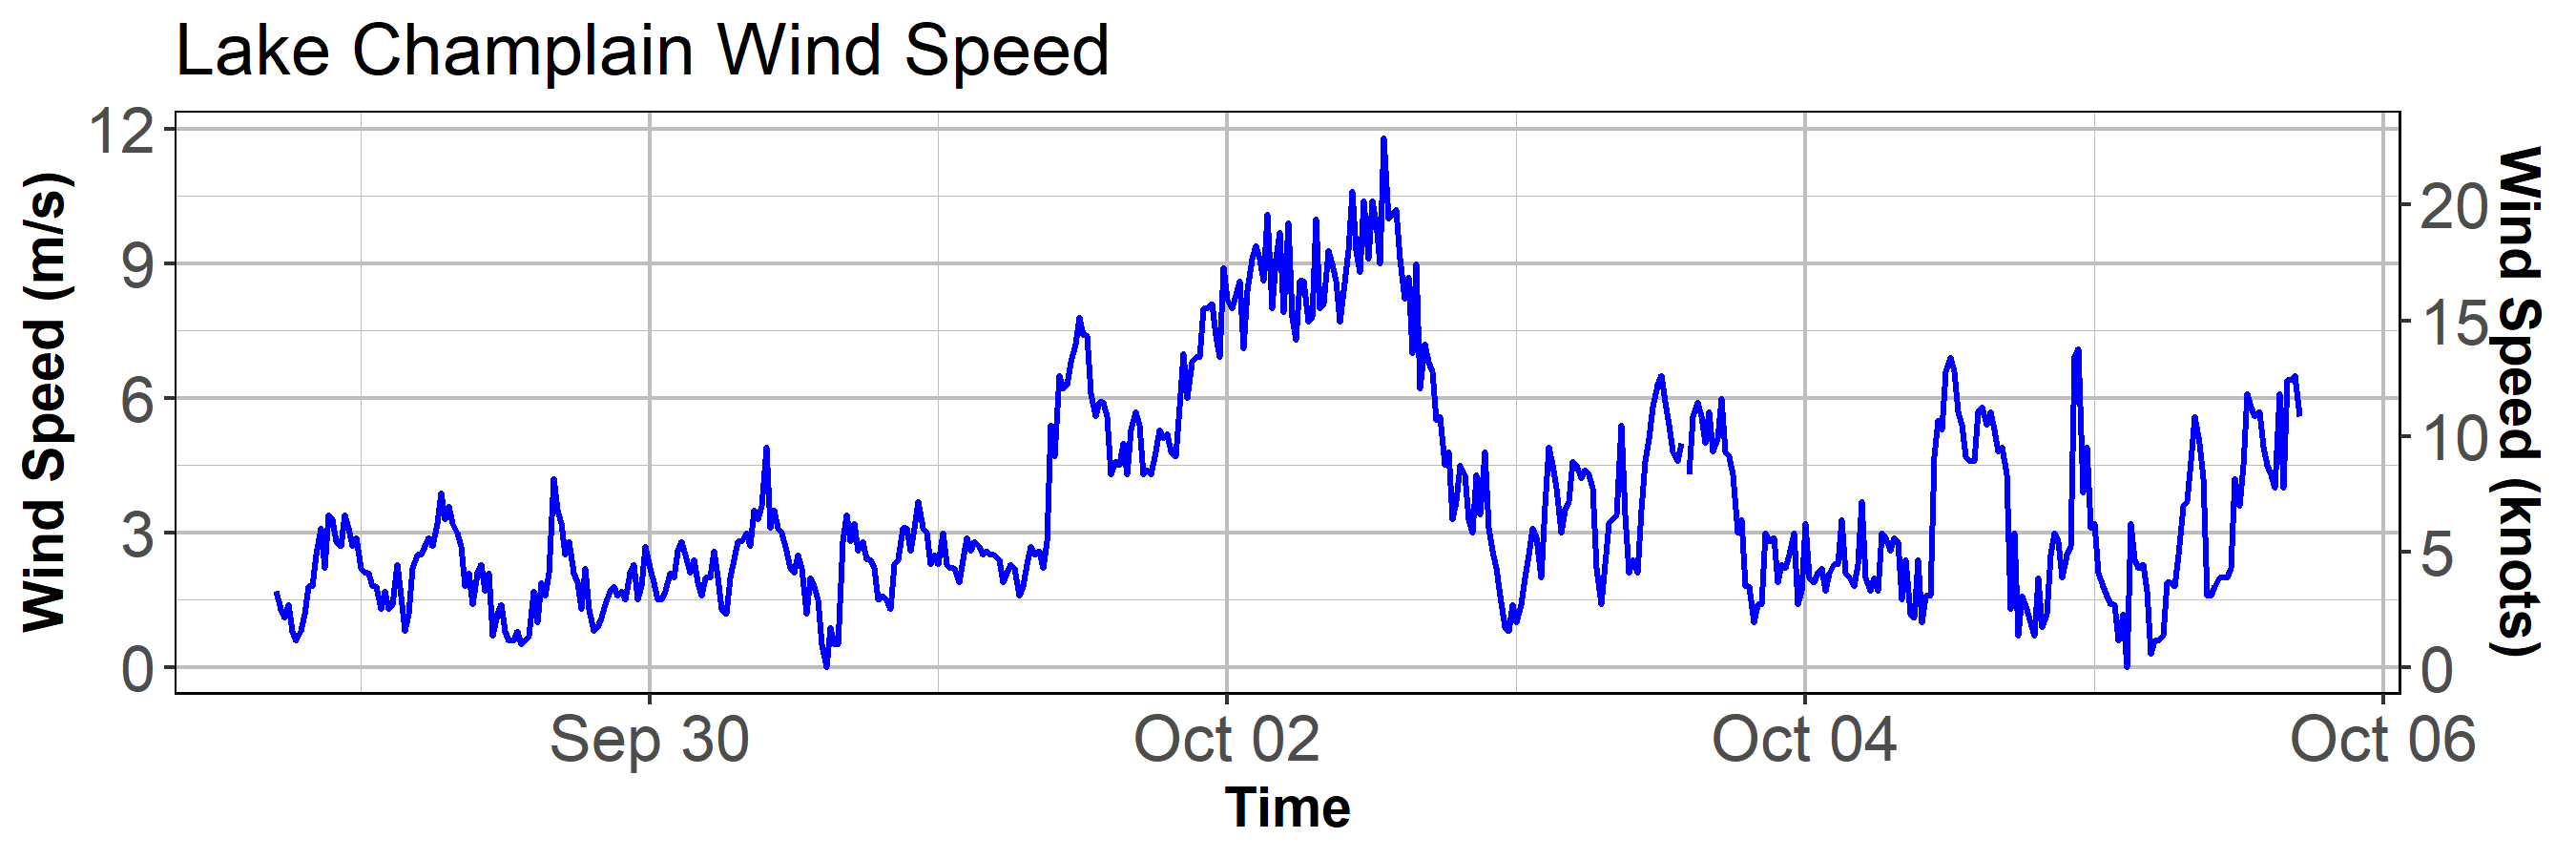 Lake Champlain Wind Speed
Wind Speed (m/s)
12
9
6
3
0
20
15
10
5
0
Wind Speed (knots)
Sep 30
Oct 02
Oct 04
Oct 06
Time